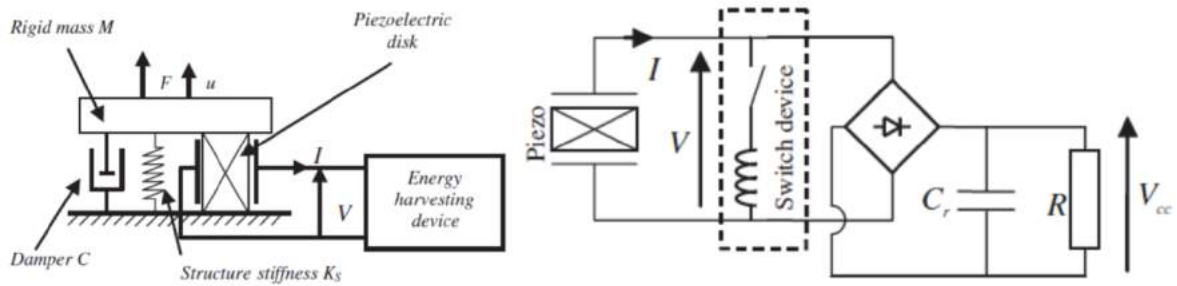 Rigid mass M
Piezoelectric
disk
F
u
I
V
Energy
harvesting
device
Damper C
Structure stiffness Ks
Piezo
I
V
Switch device
Cr
R
Vcc